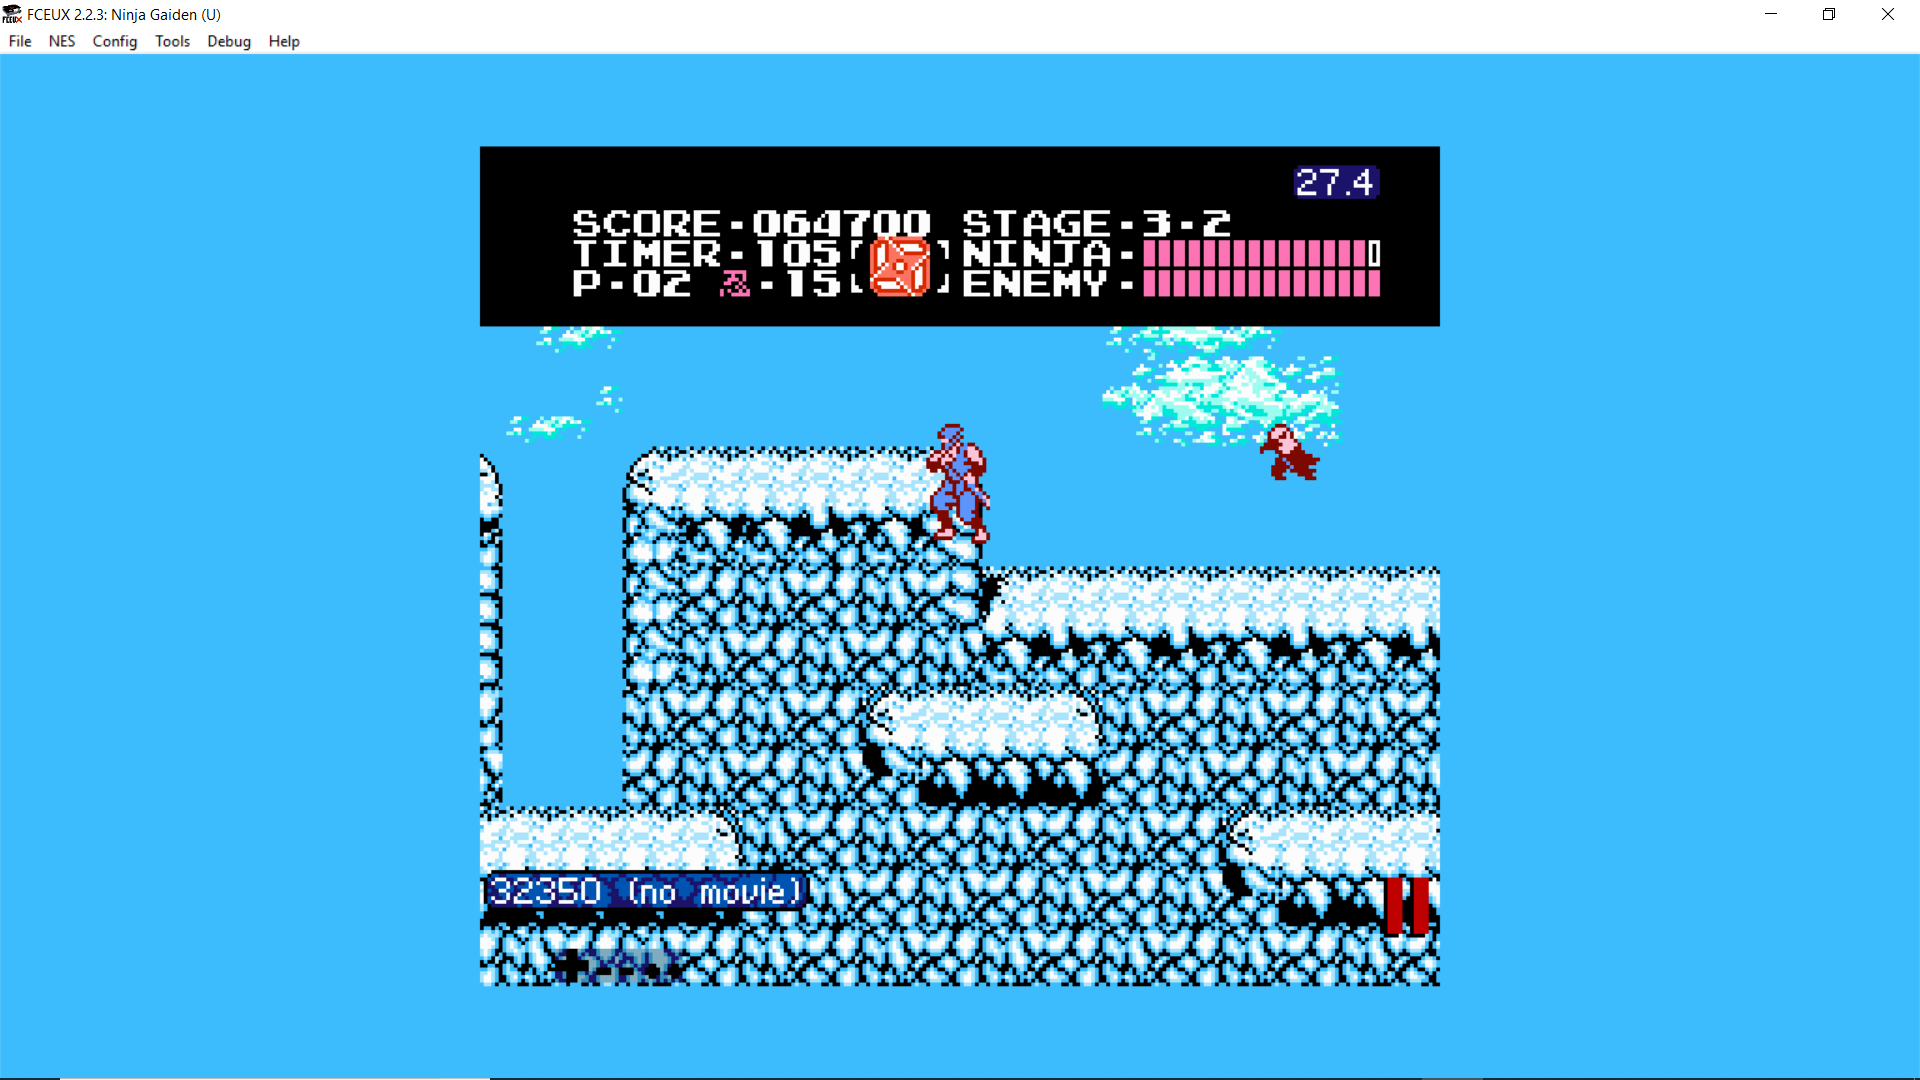 FCEUX 2.2.3: Ninja Gaiden (U)
File NES Config Tools Debug Help
27.4
SCORE-064700 STAGE-3-2
TIMER-105 NINJA-
P-02 忍-15 ENEMY-
32350 (no movie)